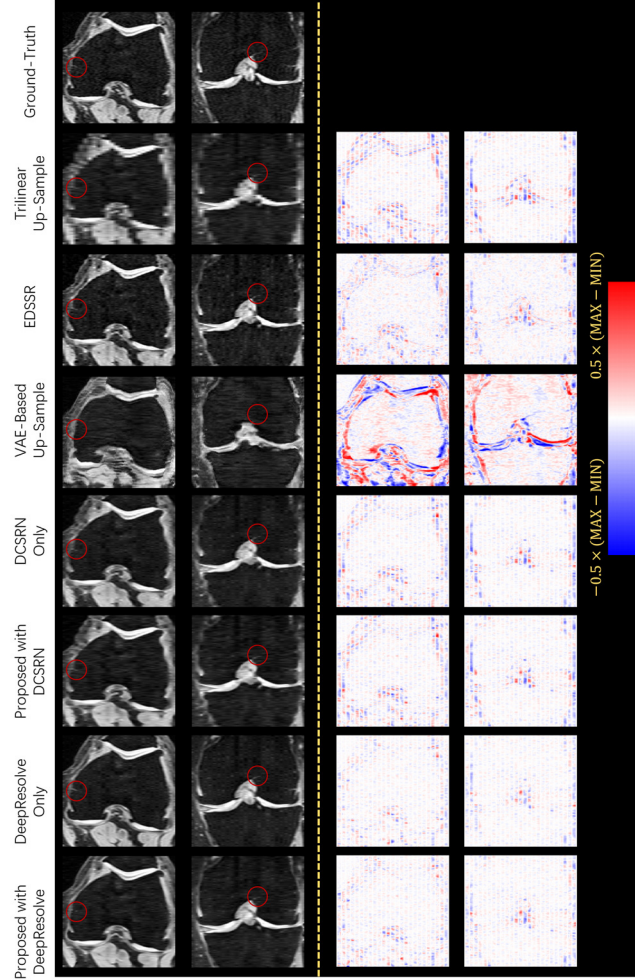 Ground-Truth
Trilinear
Up-Sample
EDSSR
VAE-Based
Up-Sample
DCSRN
Only
Proposed with
DCSRN
DeepResolve
Only
Proposed with
DeepResolve
0.5 × (MAX − MIN)
−0.5 × (MAX − MIN)